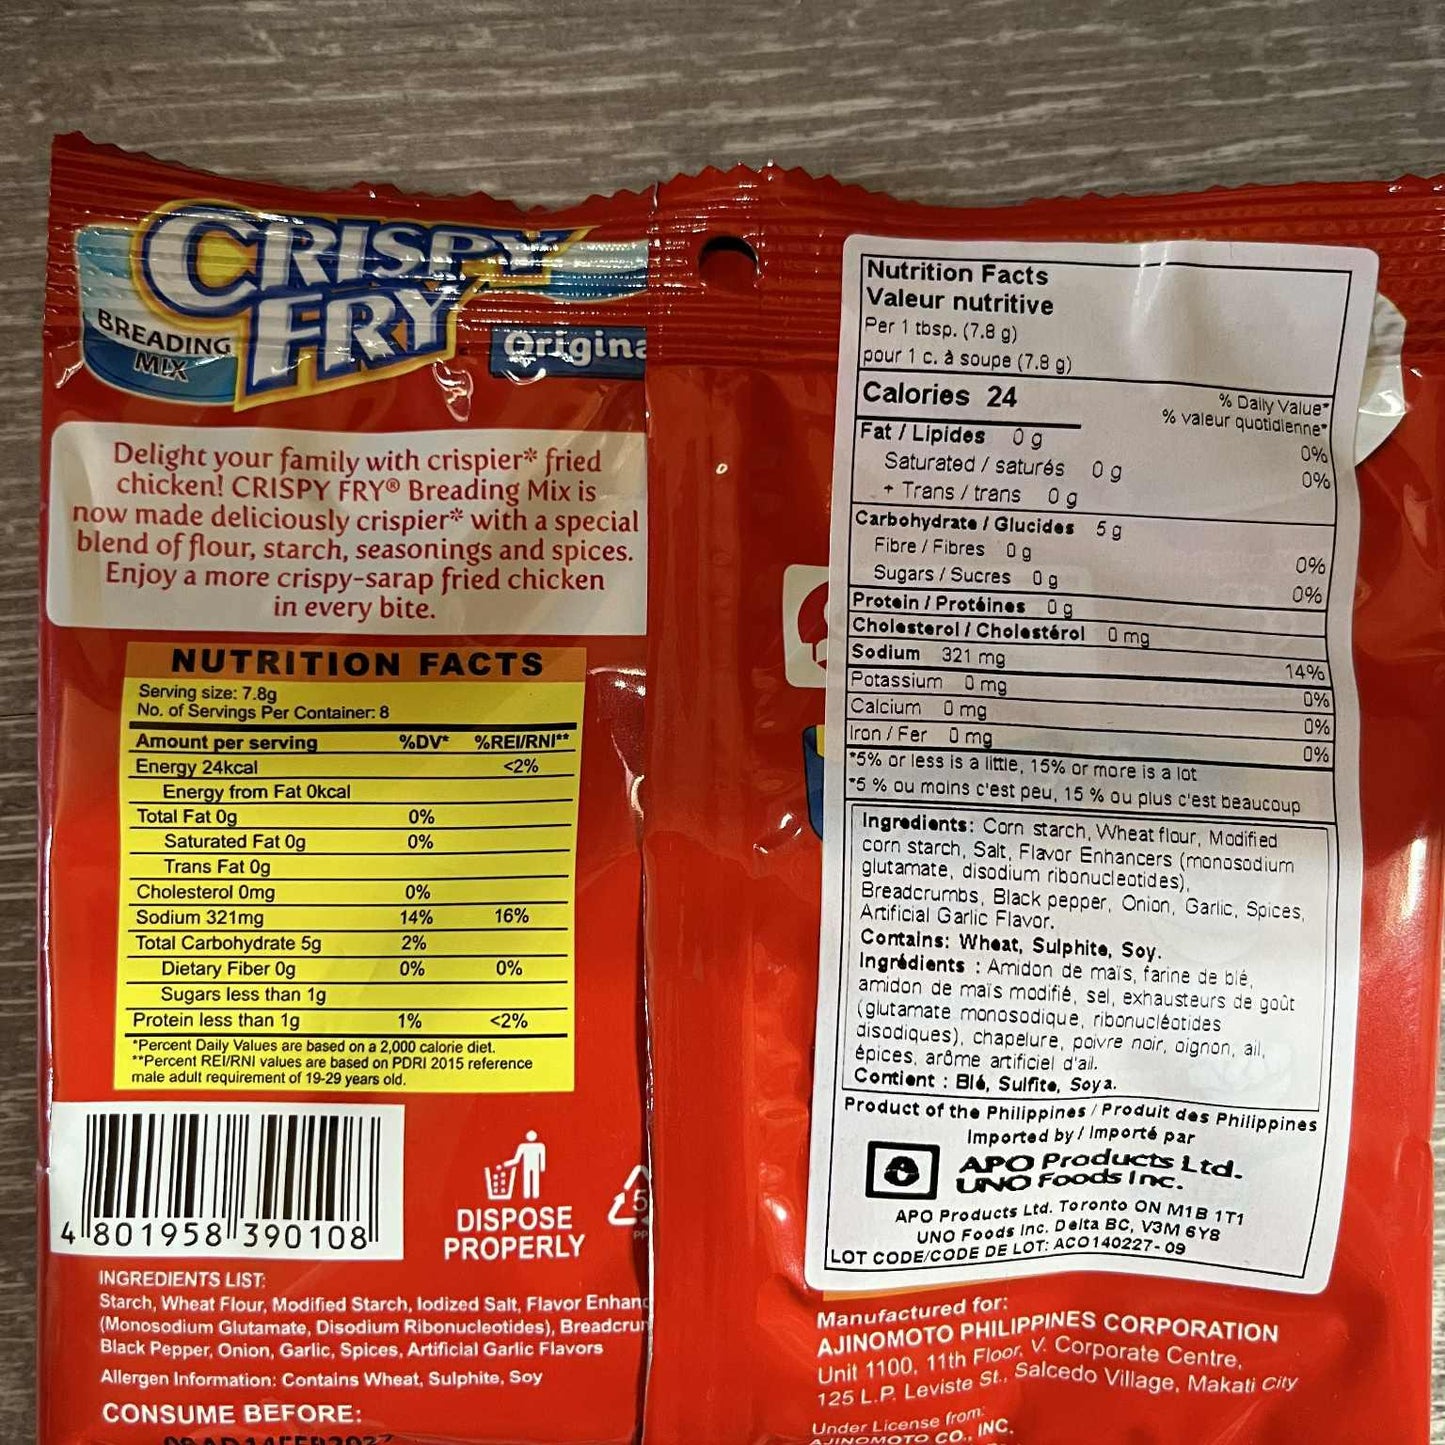 CRISPY
FRY
BREADING
MIX
Origina
Delight your family with crispier* fried
chicken! CRISPY FRY® Breading Mix is
now made deliciously crispier* with a special
blend of flour, starch, seasonings and spices.
Enjoy a more crispy-sarap fried chicken
in every bite.
NUTRITION FACTS
Serving size: 7.8g
No. of Servings Per Container: 8
Amount per serving %DV* %REI/RNI**
Energy 24kcal <2%
Energy from Fat 0kcal
Total Fat 0g 0%
Saturated Fat 0g 0%
Trans Fat 0g
Cholesterol 0mg 0%
Sodium 321mg 14% 16%
Total Carbohydrate 5g 2%
Dietary Fiber 0g 0% 0%
Sugars less than 1g
Protein less than 1g 1% <2%
*Percent Daily Values are based on a 2,000 calorie diet.
**Percent REI/RNI values are based on PDRI 2015 reference
male adult requirement of 19-29 years old.
4 801958 390108
DISPOSE
PROPERLY
5
PP
INGREDIENTS LIST:
Starch, Wheat Flour, Modified Starch, Iodized Salt, Flavor Enhanc
(Monosodium Glutamate, Disodium Ribonucleotides), Breadcrum
Black Pepper, Onion, Garlic, Spices, Artificial Garlic Flavors
Allergen Information: Contains Wheat, Sulphite, Soy
CONSUME BEFORE:
Nutrition Facts
Valeur nutritive
Per 1 tbsp. (7.8 g)
pour 1 c. à soupe (7.8 g)
Calories 24
% Daily Value*
% valeur quotidienne*
Fat / Lipides 0 g 0%
Saturated / saturés 0 g 0%
+ Trans / trans 0 g
Carbohydrate / Glucides 5 g
Fibre / Fibres 0 g 0%
Sugars / Sucres 0 g 0%
Protein / Protéines 0 g
Cholesterol / Cholestérol 0 mg
Sodium 321 mg 14%
Potassium 0 mg 0%
Calcium 0 mg 0%
Iron / Fer 0 mg 0%
*5% or less is a little, 15% or more is a lot
*5 % ou moins c'est peu, 15 % ou plus c'est beaucoup
Ingredients: Corn starch, Wheat flour, Modified
corn starch, Salt, Flavor Enhancers (monosodium
glutamate, disodium ribonucleotides),
Breadcrumbs, Black pepper, Onion, Garlic, Spices,
Artificial Garlic Flavor.
Contains: Wheat, Sulphite, Soy.
Ingrédients : Amidon de maïs, farine de blé,
amidon de maïs modifié, sel, exhausteurs de goût
(glutamate monosodique, ribonucléotides
disodiques), chapelure, poivre noir, oignon, ail,
épices, arôme artificiel d'ail.
Contient : Blé, Sulfite, Soya.
Product of the Philippines / Produit des Philippines
Imported by / Importé par
APO Products Ltd.
UNO Foods Inc.
APO Products Ltd. Toronto ON M1B 1T1
UNO Foods Inc. Delta BC, V3M 6Y8
LOT CODE/CODE DE LOT: ACO140227-09
Manufactured for:
AJINOMOTO PHILIPPINES CORPORATION
Unit 1100, 11th Floor, V. Corporate Centre,
125 L.P. Leviste St., Salcedo Village, Makati City
Under License from:
AJINOMOTO CO., INC.